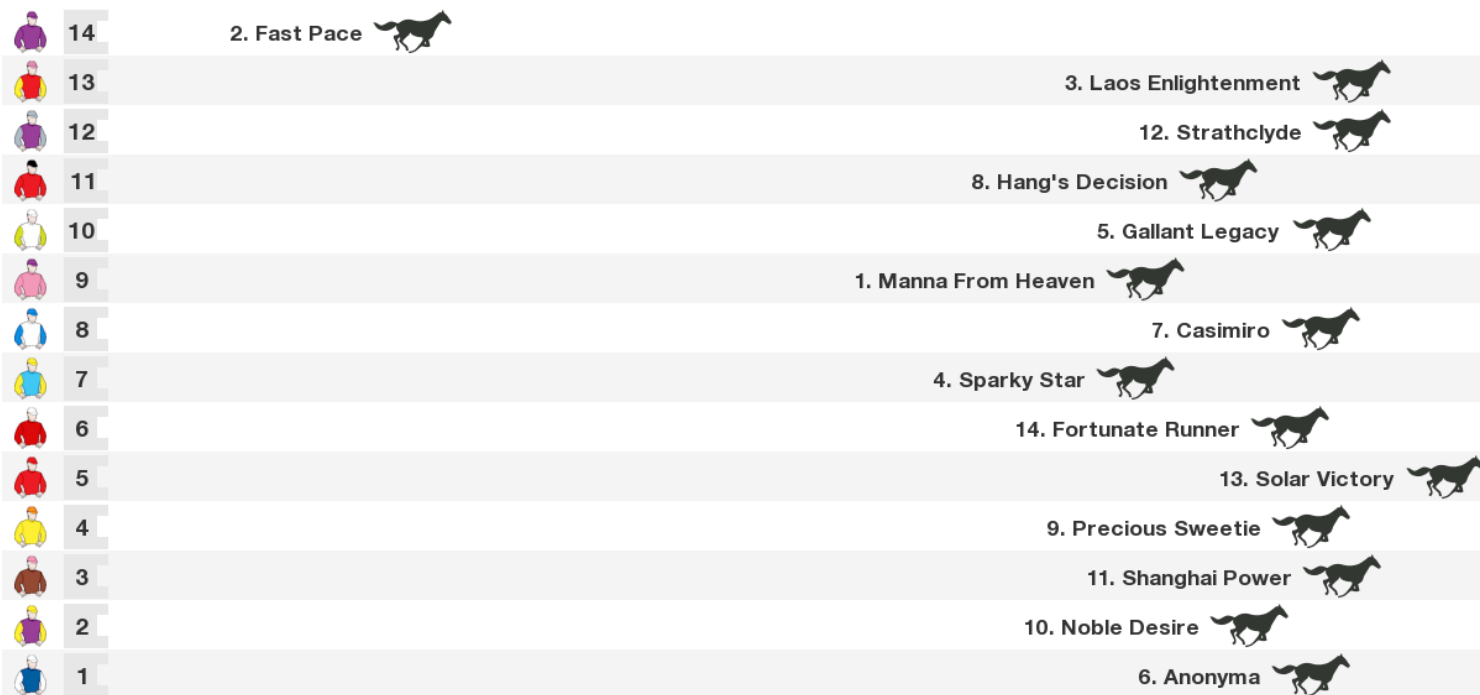 14 2. Fast Pace
13 3. Laos Enlightenment
12 12. Strathclyde
11 8. Hang's Decision
10 5. Gallant Legacy
9 1. Manna From Heaven
8 7. Casimiro
7 4. Sparky Star
6 14. Fortunate Runner
5 13. Solar Victory
4 9. Precious Sweetie
3 11. Shanghai Power
2 10. Noble Desire
1 6. Anonyma